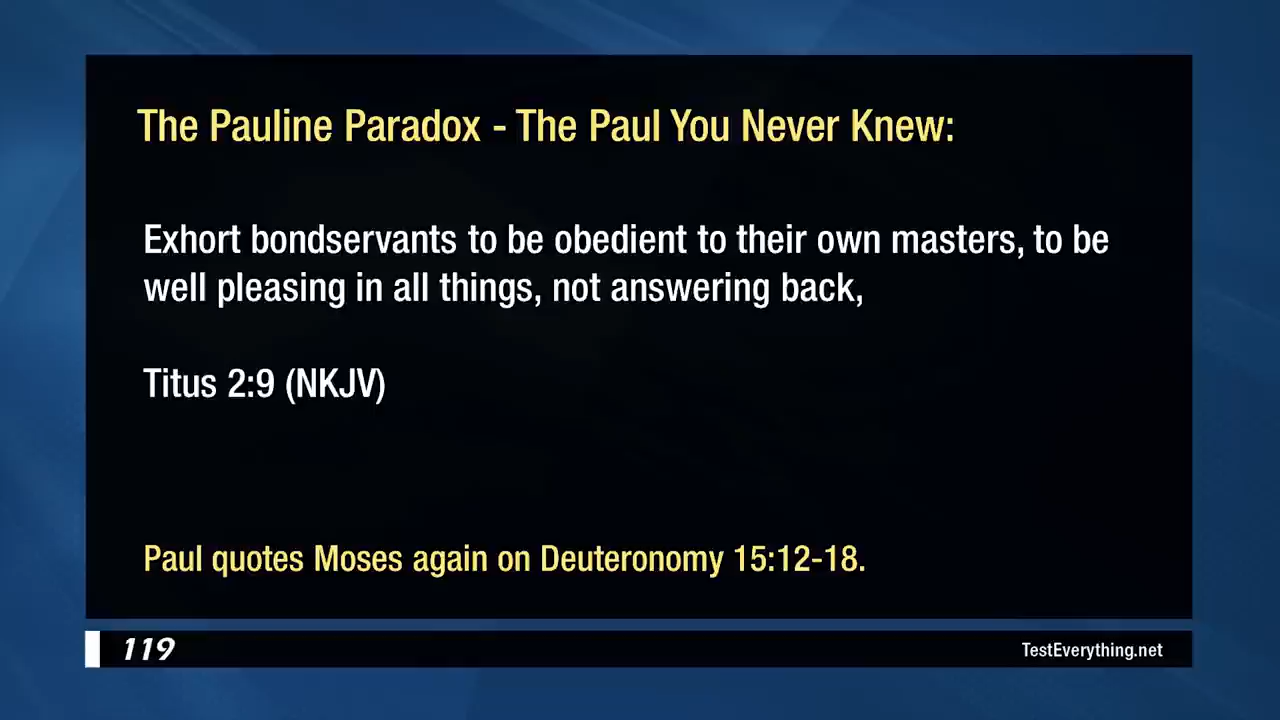 The Pauline Paradox - The Paul You Never Knew:
Exhort bondservants to be obedient to their own masters, to be
well pleasing in all things, not answering back,
Titus 2:9 (NKJV)
Paul quotes Moses again on Deuteronomy 15:12-18.
119
TestEverything.net